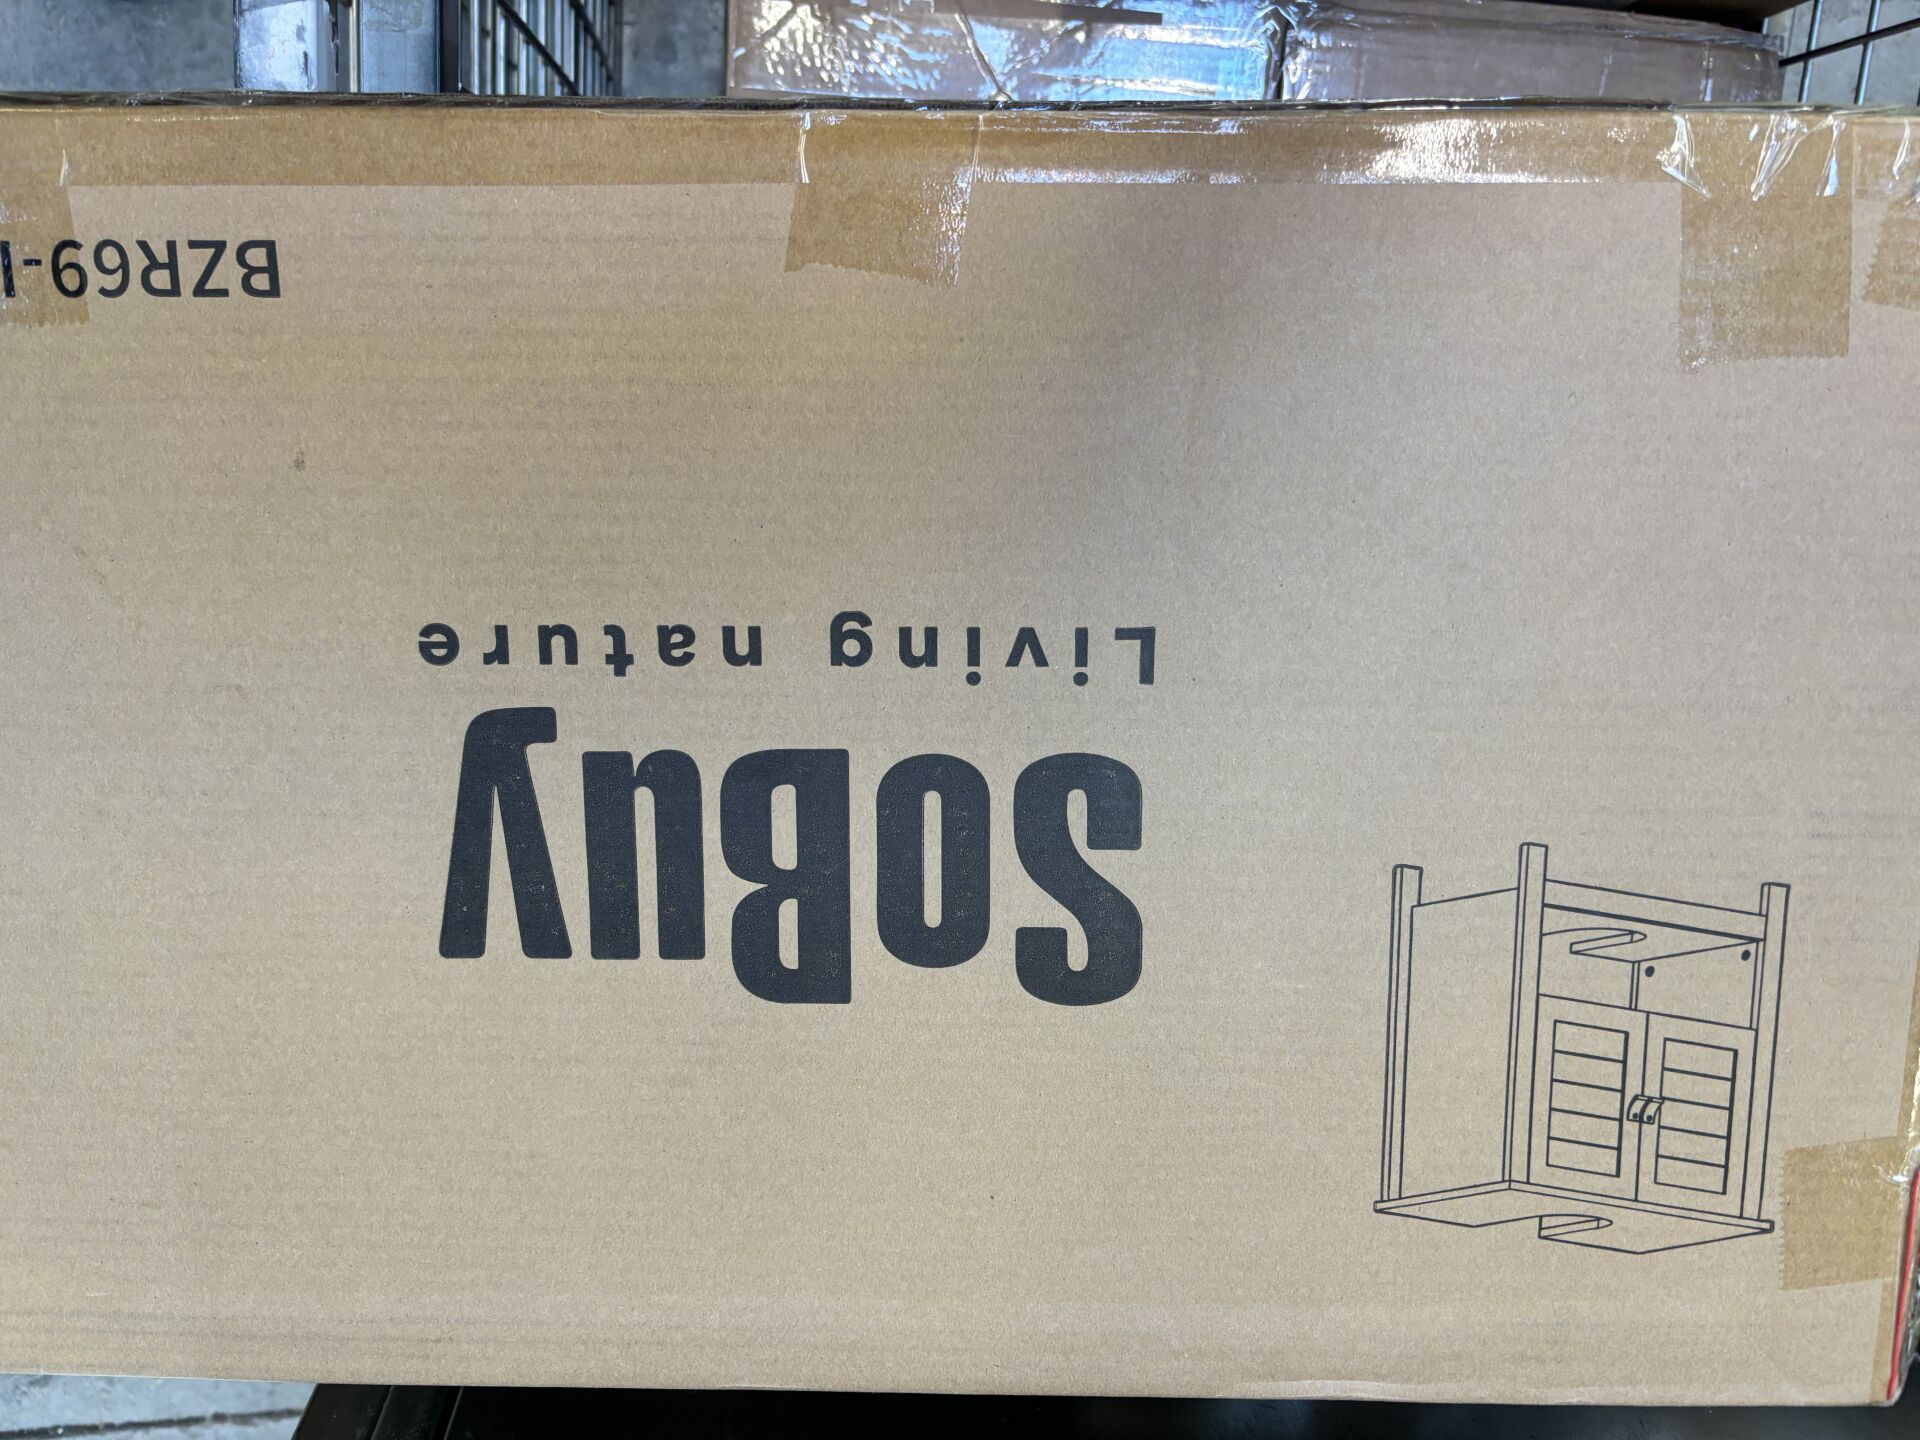 SoBuy
Living nature
BZR69-